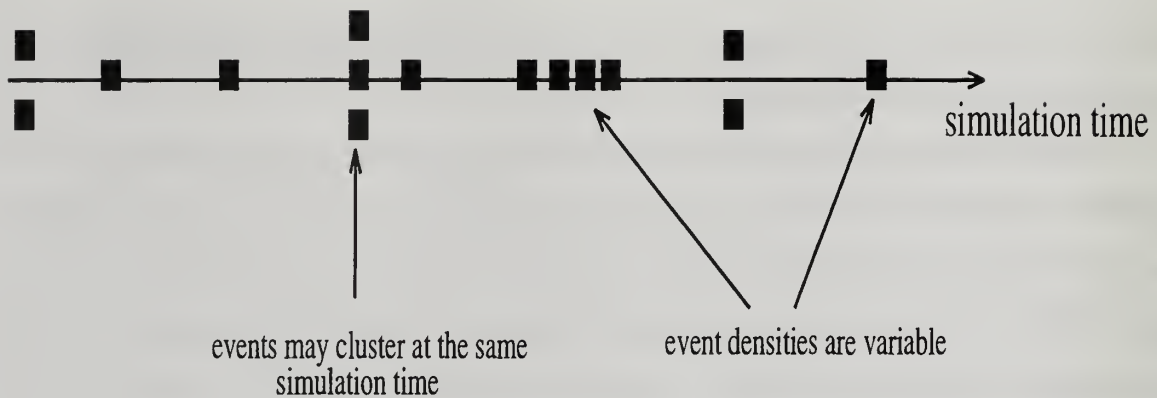 simulation time
events may cluster at the same
simulation time
event densities are variable